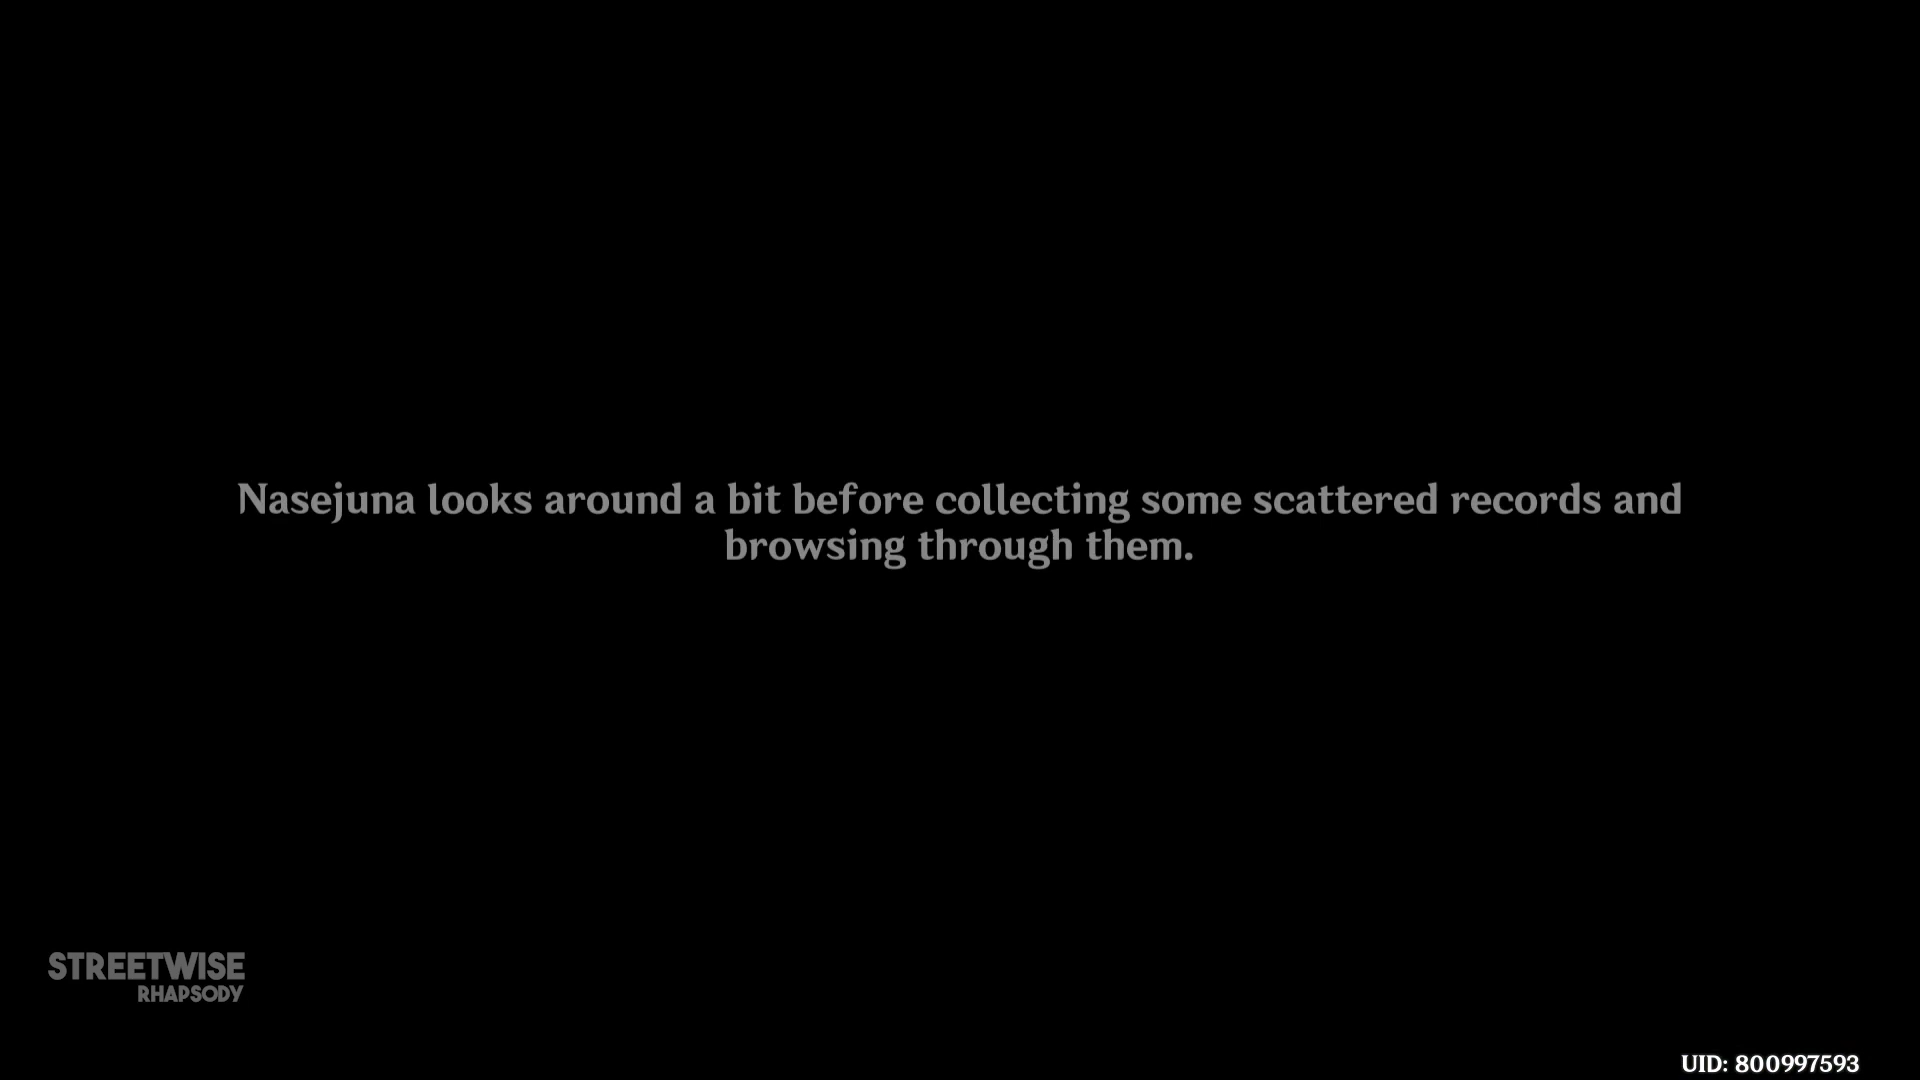 Nasejuna looks around a bit before collecting some scattered records and
browsing through them.
STREETWISE
RHAPSODY
UID: 800997593